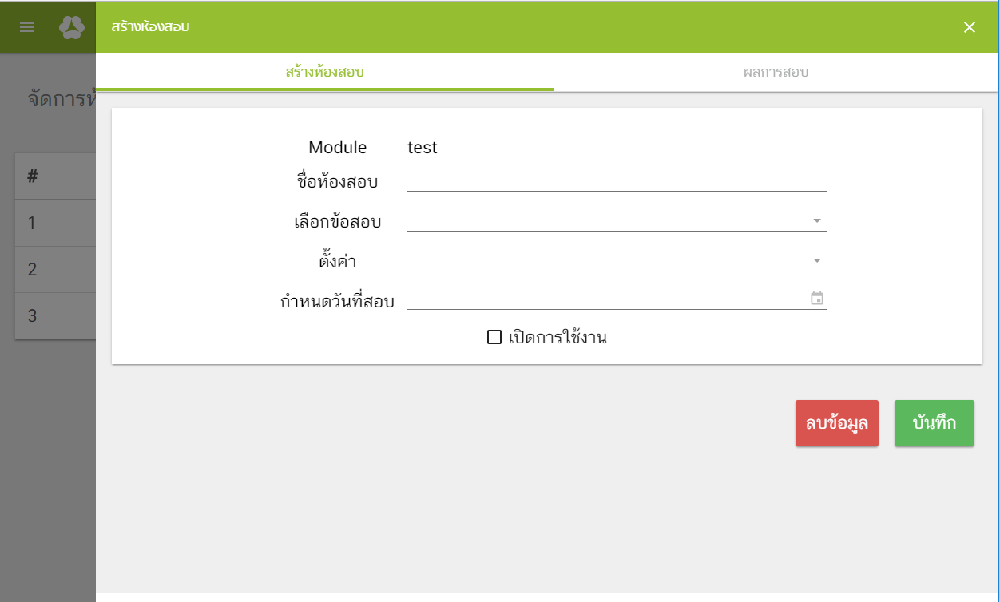 สร้างห้องสอบ
สร้างห้องสอบ
ผลการสอบ
จัดการห้
#
1
2
3
Module test
ชื่อห้องสอบ
เลือกข้อสอบ
ตั้งค่า
กำหนดวันที่สอบ
เปิดการใช้งาน
ลบข้อมูล
บันทึก